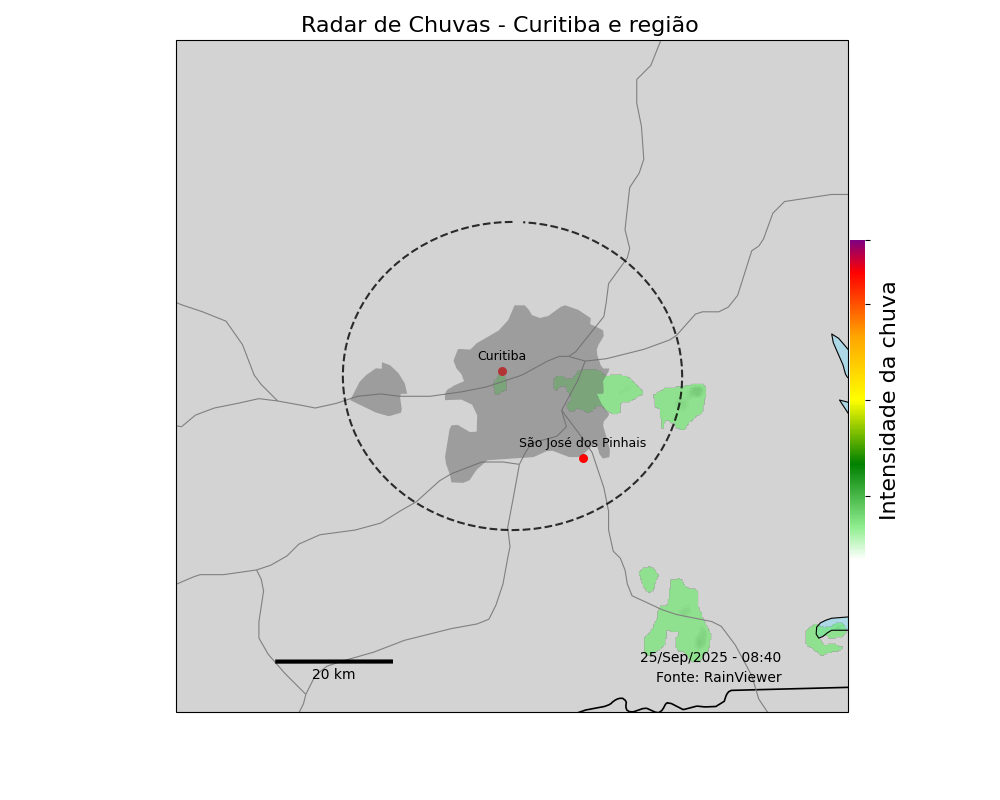 Radar de Chuvas - Curitiba e região
Curitiba
São José dos Pinhais
Intensidade da chuva
25/Sep/2025 - 08:40
Fonte: RainViewer
20 km